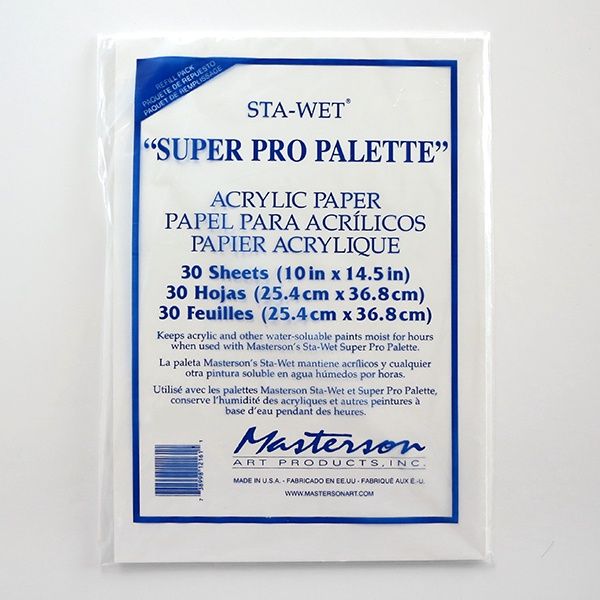 REFILL PACK
PAQUETE DE REPUESTO
PAQUET DE REMPLISSAGE
STA-WET®
“SUPER PRO PALETTE”
ACRYLIC PAPER
PAPEL PARA ACRÍLICOS
PAPIER ACRYLIQUE
30 Sheets (10 in x 14.5 in)
30 Hojas (25.4 cm x 36.8 cm)
30 Feuilles (25.4 cm x 36.8 cm)
Keeps acrylic and other water-soluable paints moist for hours
when used with Masterson's Sta-Wet Super Pro Palette.
La paleta Masterson's Sta-Wet mantiene acrílicos y cualquier
otra pintura soluble en agua húmedos por horas.
Utilisé avec les palettes Masterson Sta-Wet et Super Pro Palette,
conserve l'humidité des acryliques et autres peintures à
base d'eau pendant des heures.
Masterson
ART PRODUCTS, INC.
MADE IN U.S.A. - FABRICADO EN EE.UU - FABRIQUÉ AUX É.-U.
WWW.MASTERSONART.COM
7 38998 12161 1